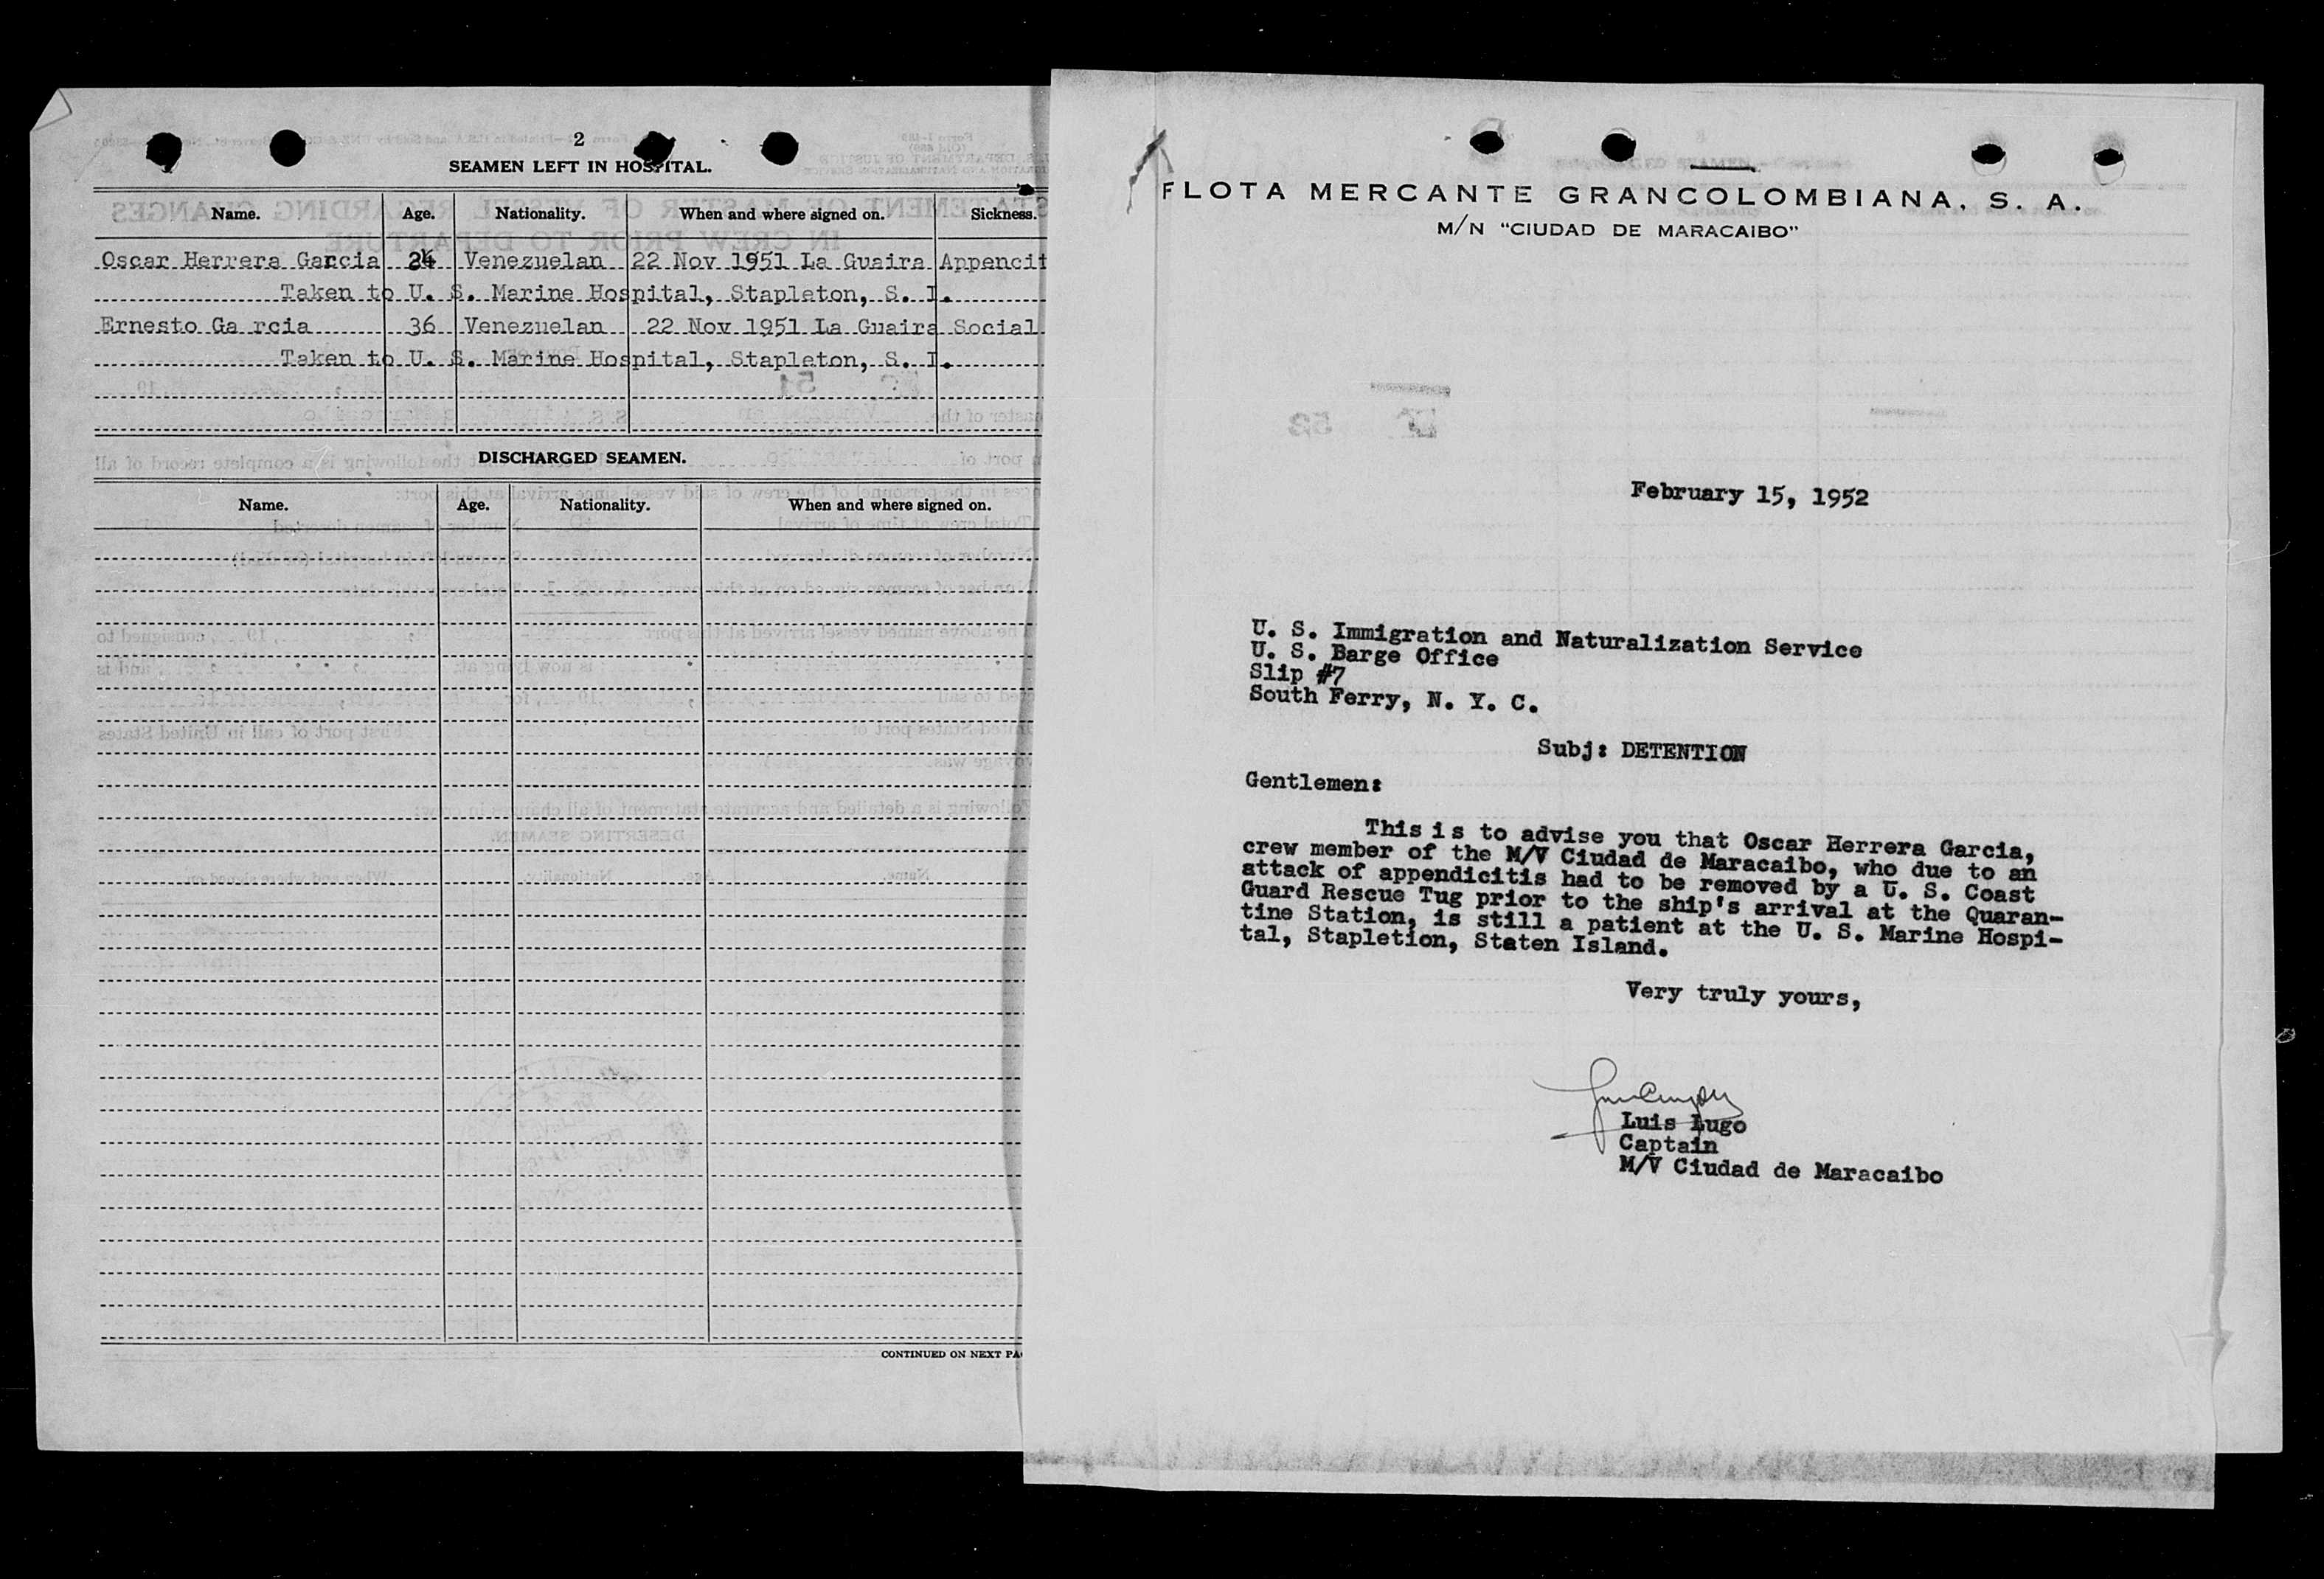 2
SEAMEN LEFT IN HOSPITAL.
Name. Age. Nationality. When and where signed on. Sickness.
Oscar Herrera Garcia 24 Venezuelan 22 Nov 1951 La Guaira Appencit
Taken to U. S. Marine Hospital, Stapleton, S. I.
Ernesto Ga rcia 36 Venezuelan 22 Nov 1951 La Guaira Social
Taken to U. S. Marine Hospital, Stapleton, S. I.
DISCHARGED SEAMEN.
Name. Age. Nationality. When and where signed on.
CONTINUED ON NEXT PA
FLOTA MERCANTE GRANCOLOMBIANA, S. A.
M/N "CIUDAD DE MARACAIBO"
February 15, 1952
U. S. Immigration and Naturalization Service
U. S. Barge Office
Slip #7
South Ferry, N. Y. C.
Subj: DETENTION
Gentlemen:
This is to advise you that Oscar Herrera Garcia,
crew member of the M/V Ciudad de Maracaibo, who due to an
attack of appendicitis had to be removed by a U. S. Coast
Guard Rescue Tug prior to the ship's arrival at the Quaran-
tine Station, is still a patient at the U. S. Marine Hospi-
tal, Stapletion, Staten Island.
Very truly yours,
Luis Lugo
Captain
M/V Ciudad de Maracaibo